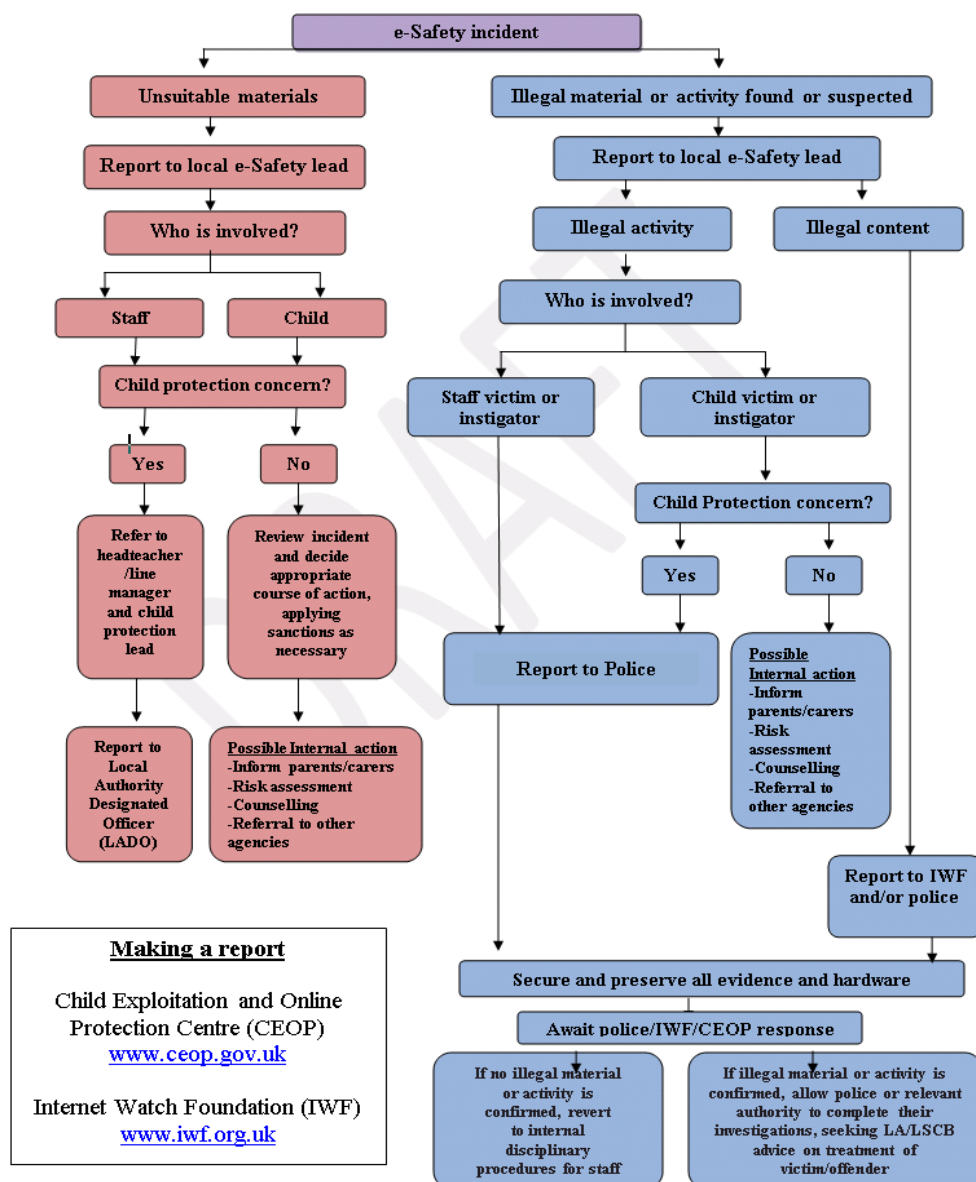 e-Safety incident
Unsuitable materials
Illegal material or activity found or suspected
Report to local e-Safety lead
Report to local e-Safety lead
Who is involved?
Illegal activity
Illegal content
Staff
Child
Who is involved?
Child protection concern?
Staff victim or
instigator
Child victim or
instigator
Yes
No
Child Protection concern?
Refer to
headteacher
/line
manager
and child
protection
lead
Review incident
and decide
appropriate
course of action,
applying
sanctions as
necessary
Yes
No
Report to Police
Possible
Internal action
-Inform
parents/carers
-Risk
assessment
-Counselling
-Referral to
other agencies
Report to
Local
Authority
Designated
Officer
(LADO)
Possible Internal action
-Inform parents/carers
-Risk assessment
-Counselling
-Referral to other
agencies
Report to IWF
and/or police
Making a report
Child Exploitation and Online
Protection Centre (CEOP)
www.ceop.gov.uk
Internet Watch Foundation (IWF)
www.iwf.org.uk
Secure and preserve all evidence and hardware
Await police/IWF/CEOP response
If no illegal material
or activity is
confirmed, revert
to internal
disciplinary
procedures for staff
If illegal material or activity is
confirmed, allow police or relevant
authority to complete their
investigations, seeking LA/LSCB
advice on treatment of
victim/offender
DRAFT